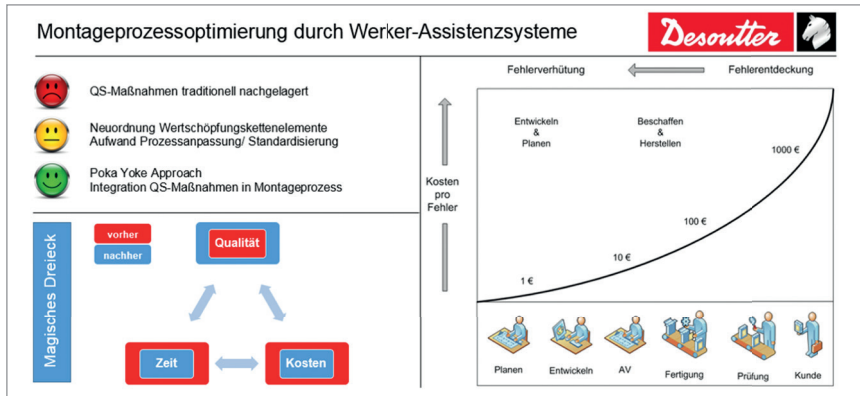 Montageprozessoptimierung durch Werker-Assistenzsysteme
Desoutter
QS-Maßnahmen traditionell nachgelagert
Neuordnung Wertschöpfungskettenelemente
Aufwand Prozessanpassung/ Standardisierung
Poka Yoke Approach
Integration QS-Maßnahmen in Montageprozess
Magisches Dreieck
vorher
nachher
Qualität
Zeit
Kosten
Fehlerverhütung
Fehlerentdeckung
Kosten
pro
Fehler
Entwickeln
&
Planen
Beschaffen
&
Herstellen
1 €
10 €
100 €
1000 €
Planen
Entwickeln
AV
Fertigung
Prüfung
Kunde